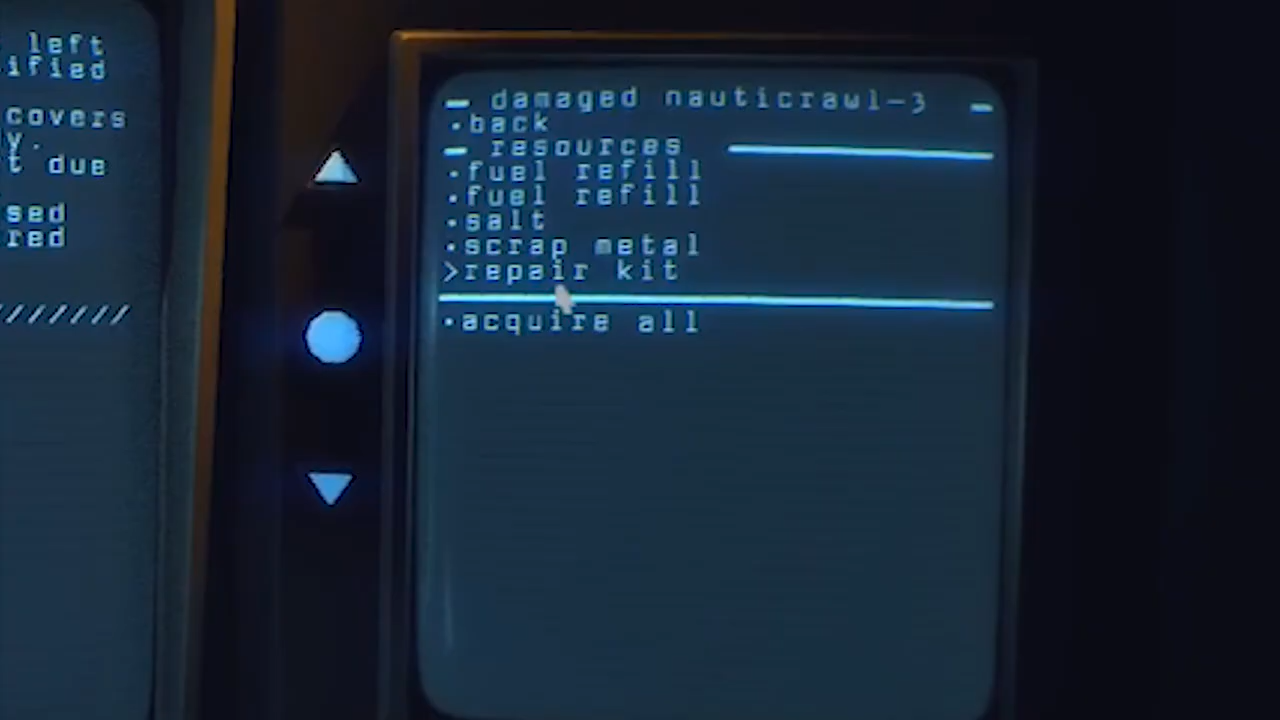 left
ified
covers
y.
t due
sed
red
///////
— damaged nauticrawl-3 —
·back
— resources
·fuel refill
·fuel refill
·salt
·scrap metal
>repair kit
·acquire all